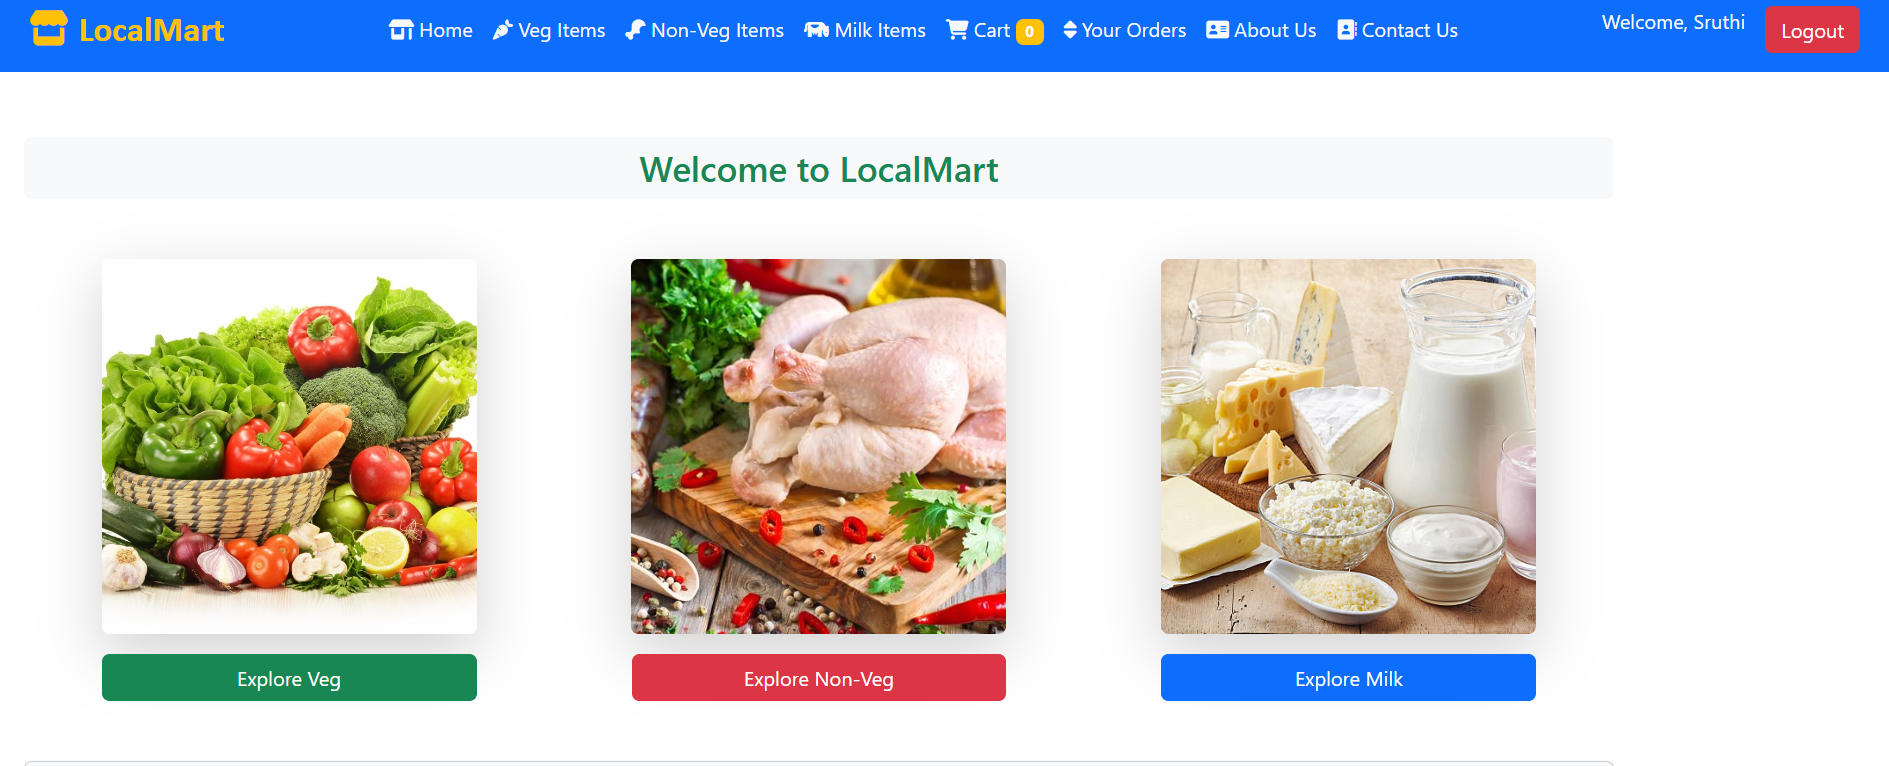 LocalMart
Home Veg Items Non-Veg Items Milk Items Cart 0 Your Orders About Us Contact Us
Welcome, Sruthi Logout
Welcome to LocalMart
Explore Veg Explore Non-Veg Explore Milk